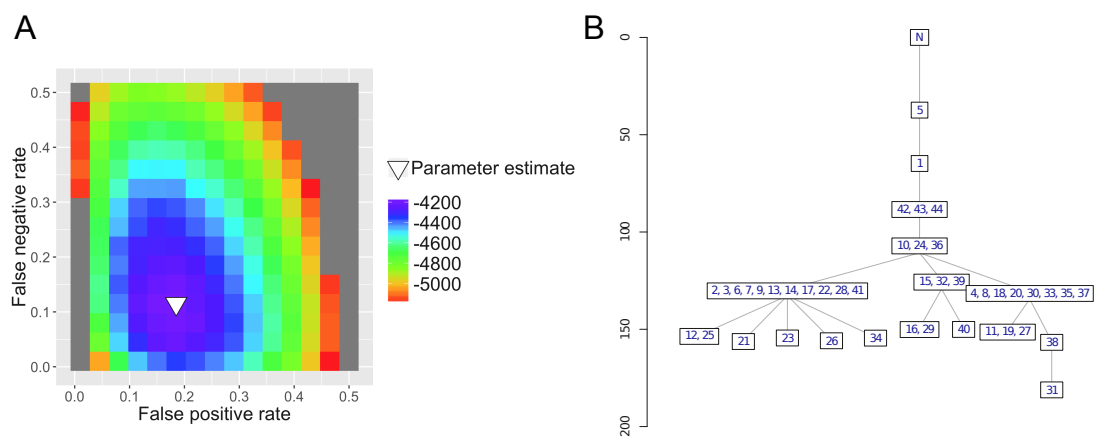 A
0.5
0.4
0.3
0.2
0.1
0.0
False negative rate
0.0 0.1 0.2 0.3 0.4 0.5
False positive rate
Parameter estimate
-4200
-4400
-4600
-4800
-5000
B
0
50
100
150
200
N
5
1
42, 43, 44
10, 24, 36
2, 3, 6, 7, 9, 13, 14, 17, 22, 28, 41
15, 32, 39
4, 8, 18, 20, 30, 33, 35, 37
12, 25
21
23
26
34
16, 29
40
11, 19, 27
38
31